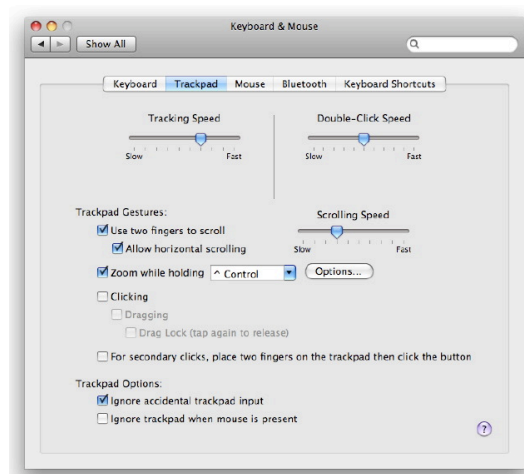 Keyboard & Mouse
Show All
Keyboard Trackpad Mouse Bluetooth Keyboard Shortcuts
Tracking Speed
Slow Fast
Double-Click Speed
Slow Fast
Trackpad Gestures:
Use two fingers to scroll
Allow horizontal scrolling
Scrolling Speed
Slow Fast
Zoom while holding ^ Control Options...
Clicking
Dragging
Drag Lock (tap again to release)
For secondary clicks, place two fingers on the trackpad then click the button
Trackpad Options:
Ignore accidental trackpad input
Ignore trackpad when mouse is present
?